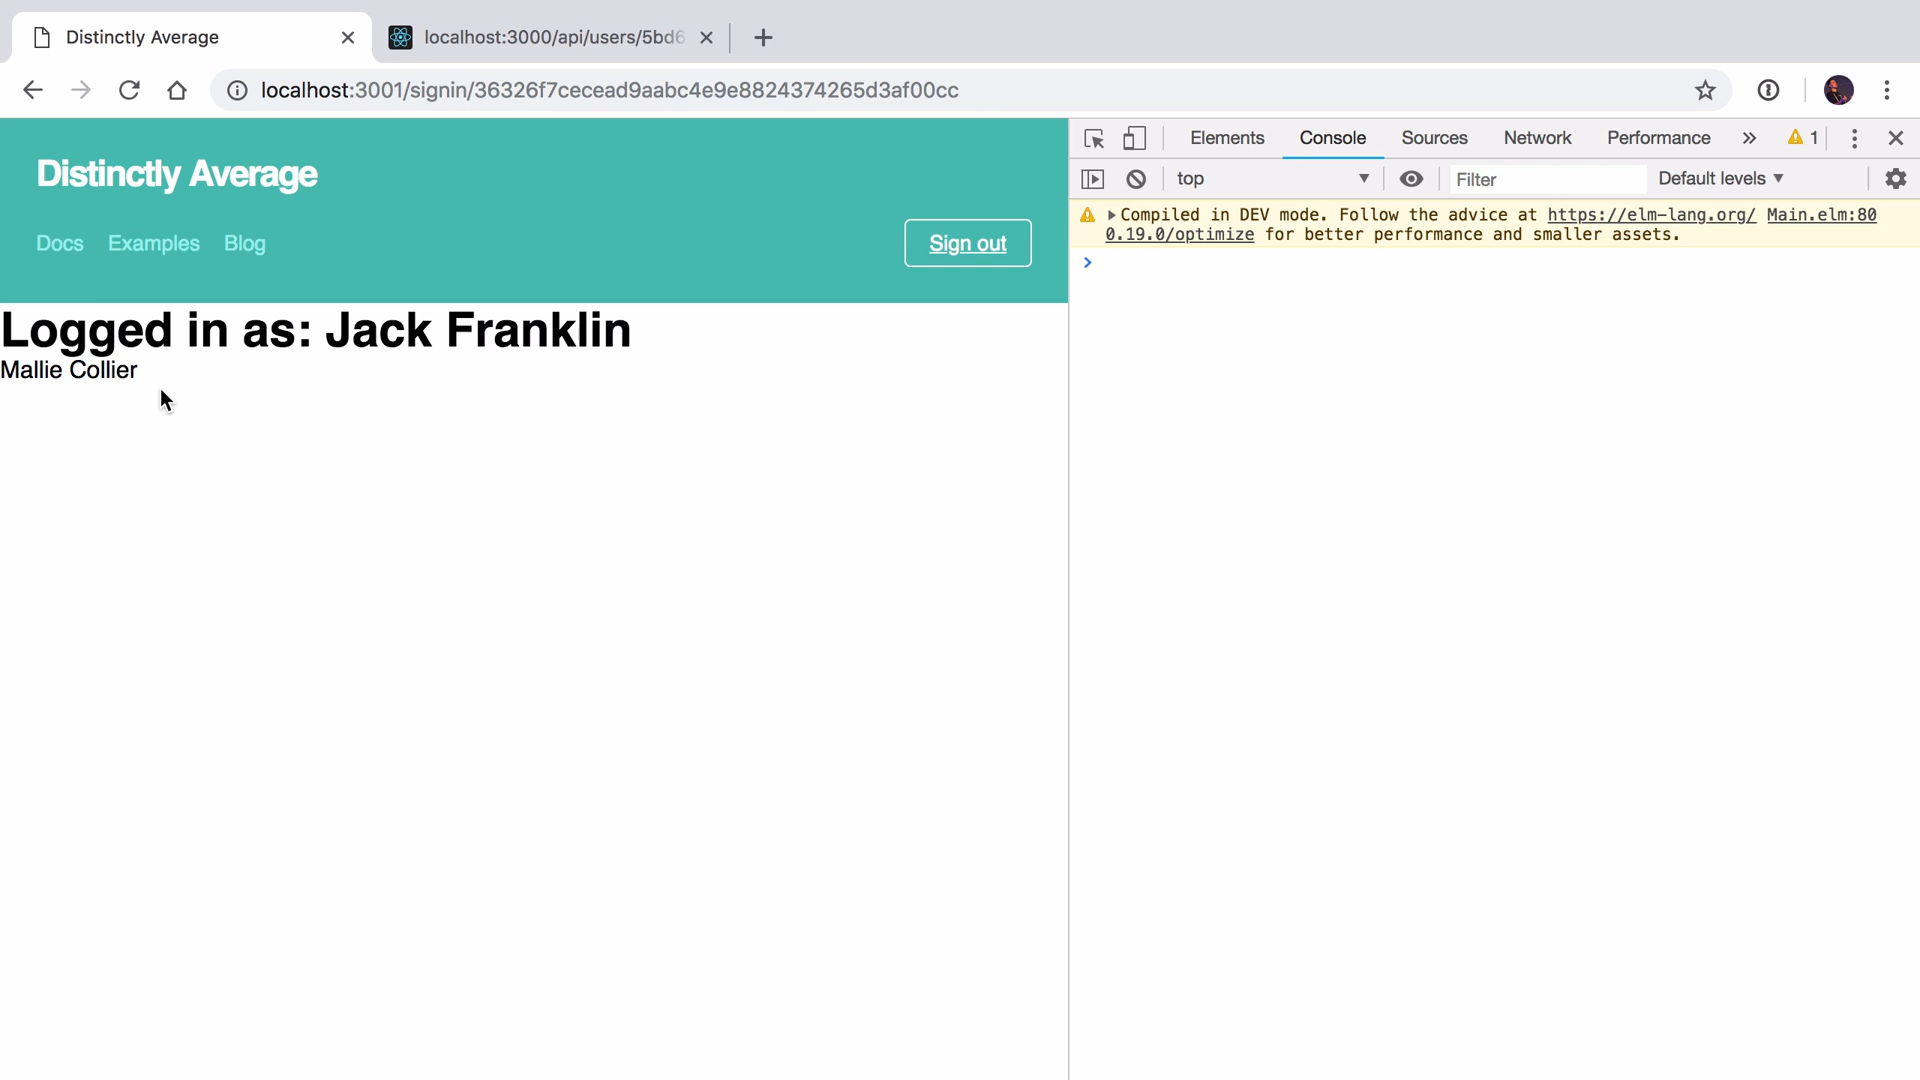 Distinctly Average
localhost:3000/api/users/5bd6
localhost:3001/signin/36326f7cecead9aabc4e9e8824374265d3af00cc
Distinctly Average
Docs Examples Blog Sign out
Logged in as: Jack Franklin
Mallie Collier
Elements Console Sources Network Performance 1
top Filter Default levels
Compiled in DEV mode. Follow the advice at https://elm-lang.org/ Main.elm:80
0.19.0/optimize for better performance and smaller assets.